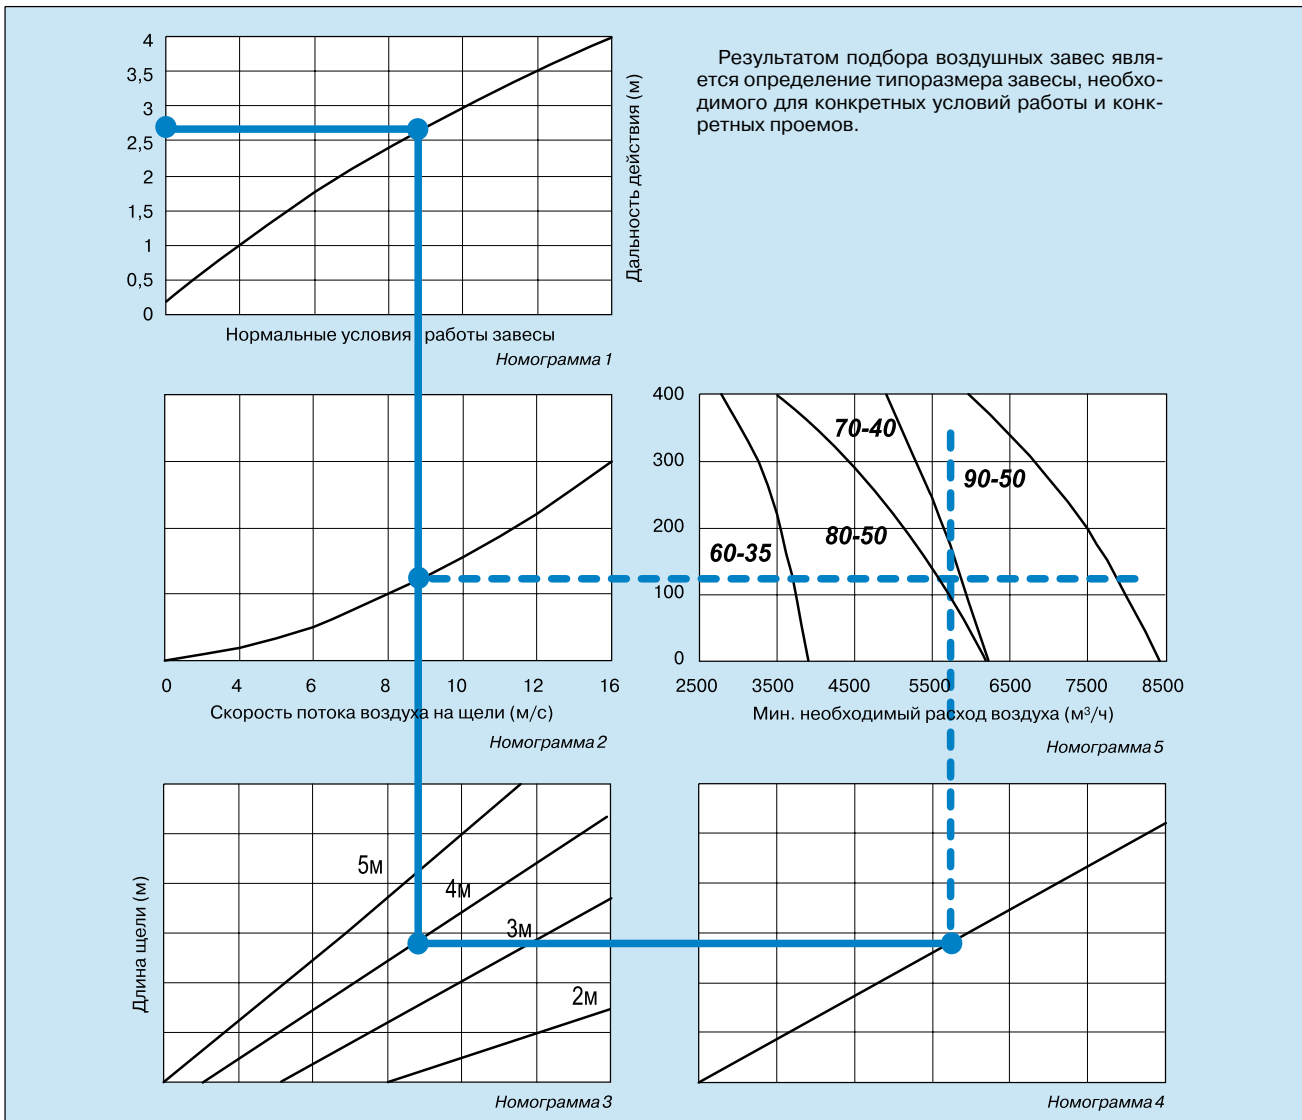 Результатом подбора воздушных завес явля-
ется определение типоразмера завесы, необхо-
димого для конкретных условий работы и конк-
ретных проемов.
4
3,5
3
2,5
2
1,5
1
0,5
0
Дальность действия (м)
Нормальные условия работы завесы
Номограмма 1
0
4
6
8
10
12
16
Скорость потока воздуха на щели (м/с)
Номограмма 2
400
300
200
100
0
70-40
90-50
80-50
60-35
2500
3500
4500
5500
6500
7500
8500
Мин. необходимый расход воздуха (м³/ч)
Номограмма 5
Длина щели (м)
5м
4м
3м
2м
Номограмма 3
Номограмма 4